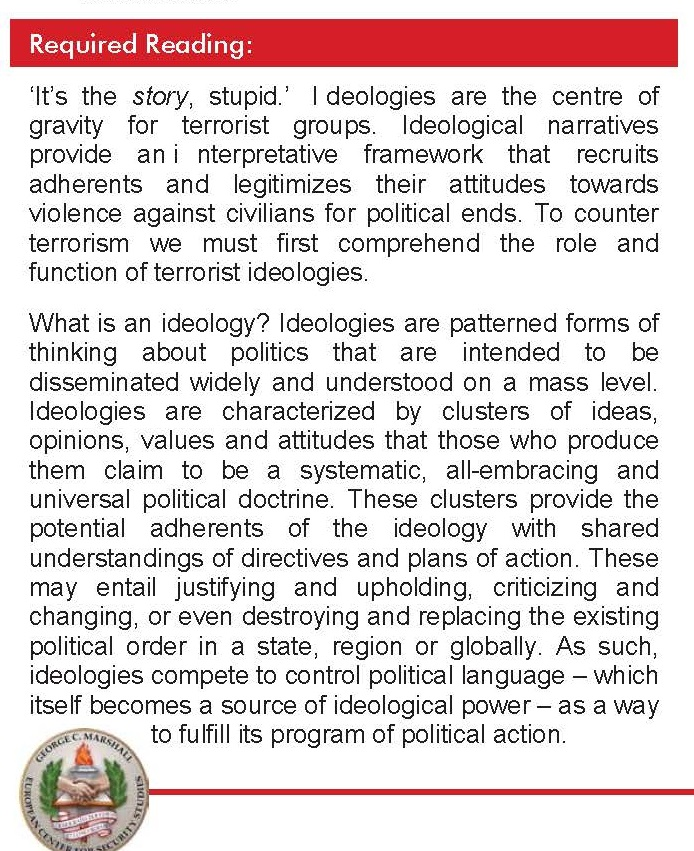 Required Reading:
‘It’s the story, stupid.’ I deologies are the centre of
gravity for terrorist groups. Ideological narratives
provide an i nterpretative framework that recruits
adherents and legitimizes their attitudes towards
violence against civilians for political ends. To counter
terrorism we must first comprehend the role and
function of terrorist ideologies.
What is an ideology? Ideologies are patterned forms of
thinking about politics that are intended to be
disseminated widely and understood on a mass level.
Ideologies are characterized by clusters of ideas,
opinions, values and attitudes that those who produce
them claim to be a systematic, all-embracing and
universal political doctrine. These clusters provide the
potential adherents of the ideology with shared
understandings of directives and plans of action. These
may entail justifying and upholding, criticizing and
changing, or even destroying and replacing the existing
political order in a state, region or globally. As such,
ideologies compete to control political language – which
itself becomes a source of ideological power – as a way
to fulfill its program of political action.
GEORGE C. MARSHALL
EUROPEAN CENTER FOR SECURITY STUDIES